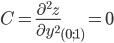 C = ∂²z/∂y² (0;1) = 0